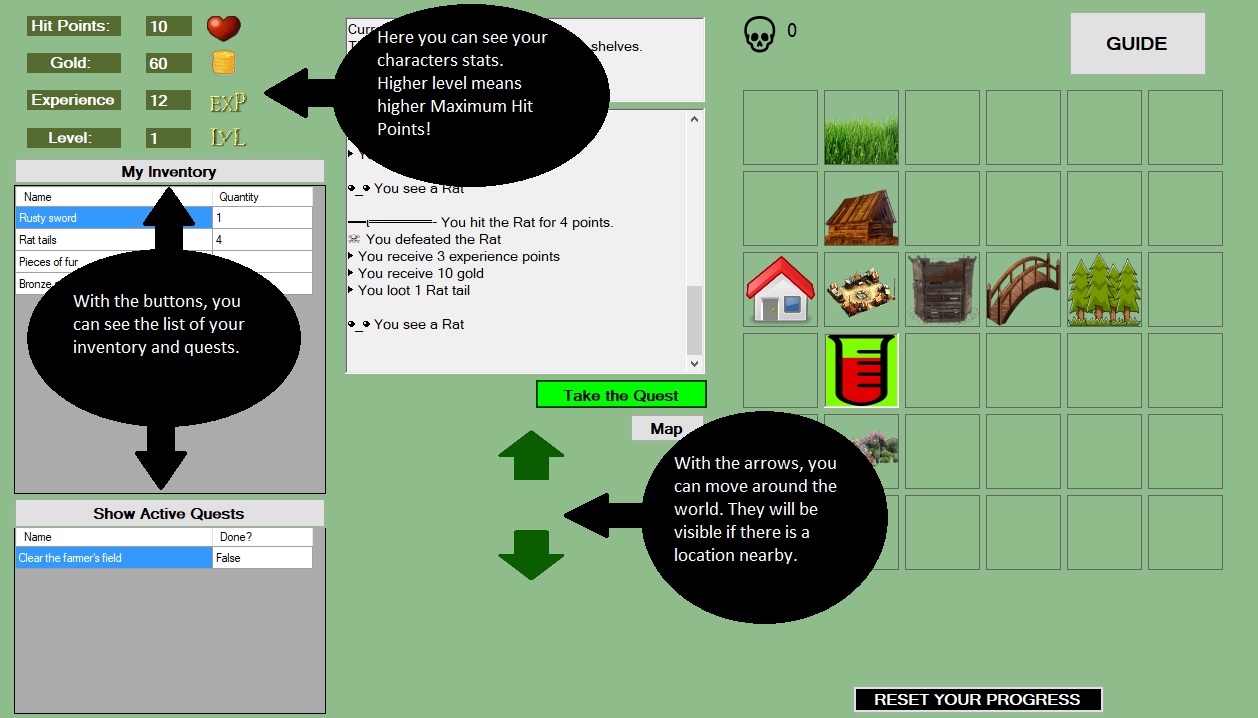 Hit Points:
10
Gold:
60
Experience
12
EXP
Level:
1
LVL
My Inventory
Name
Quantity
Rusty sword
1
Rat tails
4
Pieces of fur
Bronze
With the buttons, you
can see the list of your
inventory and quests.
Show Active Quests
Name
Done?
Clear the farmer's field
False
Here you can see your
characters stats.
Higher level means
higher Maximum Hit
Points!
shelves.
You see a Rat
You hit the Rat for 4 points.
You defeated the Rat
You receive 3 experience points
You receive 10 gold
You loot 1 Rat tail
You see a Rat
Take the Quest
Map
With the arrows, you
can move around the
world. They will be
visible if there is a
location nearby.
0
GUIDE
RESET YOUR PROGRESS